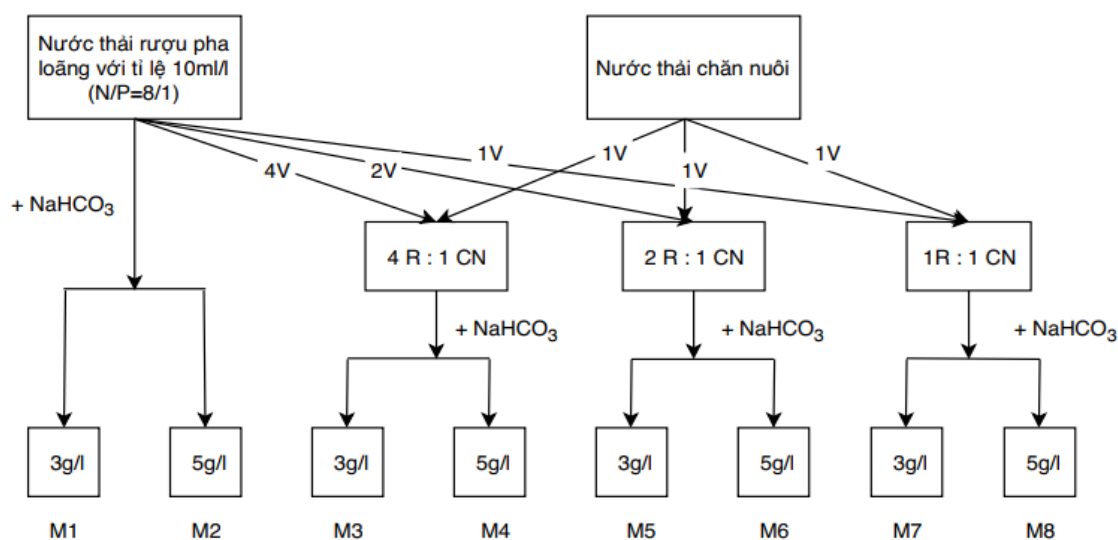 Nước thải rượu pha
loãng với tỉ lệ 10ml/l
(N/P=8/1)
Nước thải chăn nuôi
4V
2V
1V
1V
1V
1V
+ NaHCO3
4 R : 1 CN
2 R : 1 CN
1R : 1 CN
+ NaHCO3
+ NaHCO3
+ NaHCO3
3g/l
5g/l
3g/l
5g/l
3g/l
5g/l
3g/l
5g/l
M1
M2
M3
M4
M5
M6
M7
M8